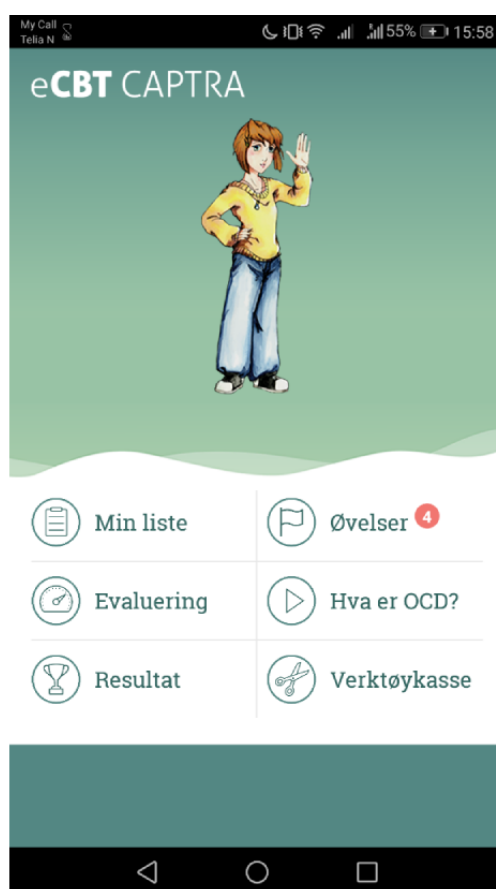 My Call
Telia N
55% 15:58
eCBT CAPTRA
Min liste
Øvelser 4
Evaluering
Hva er OCD?
Resultat
Verktøykasse